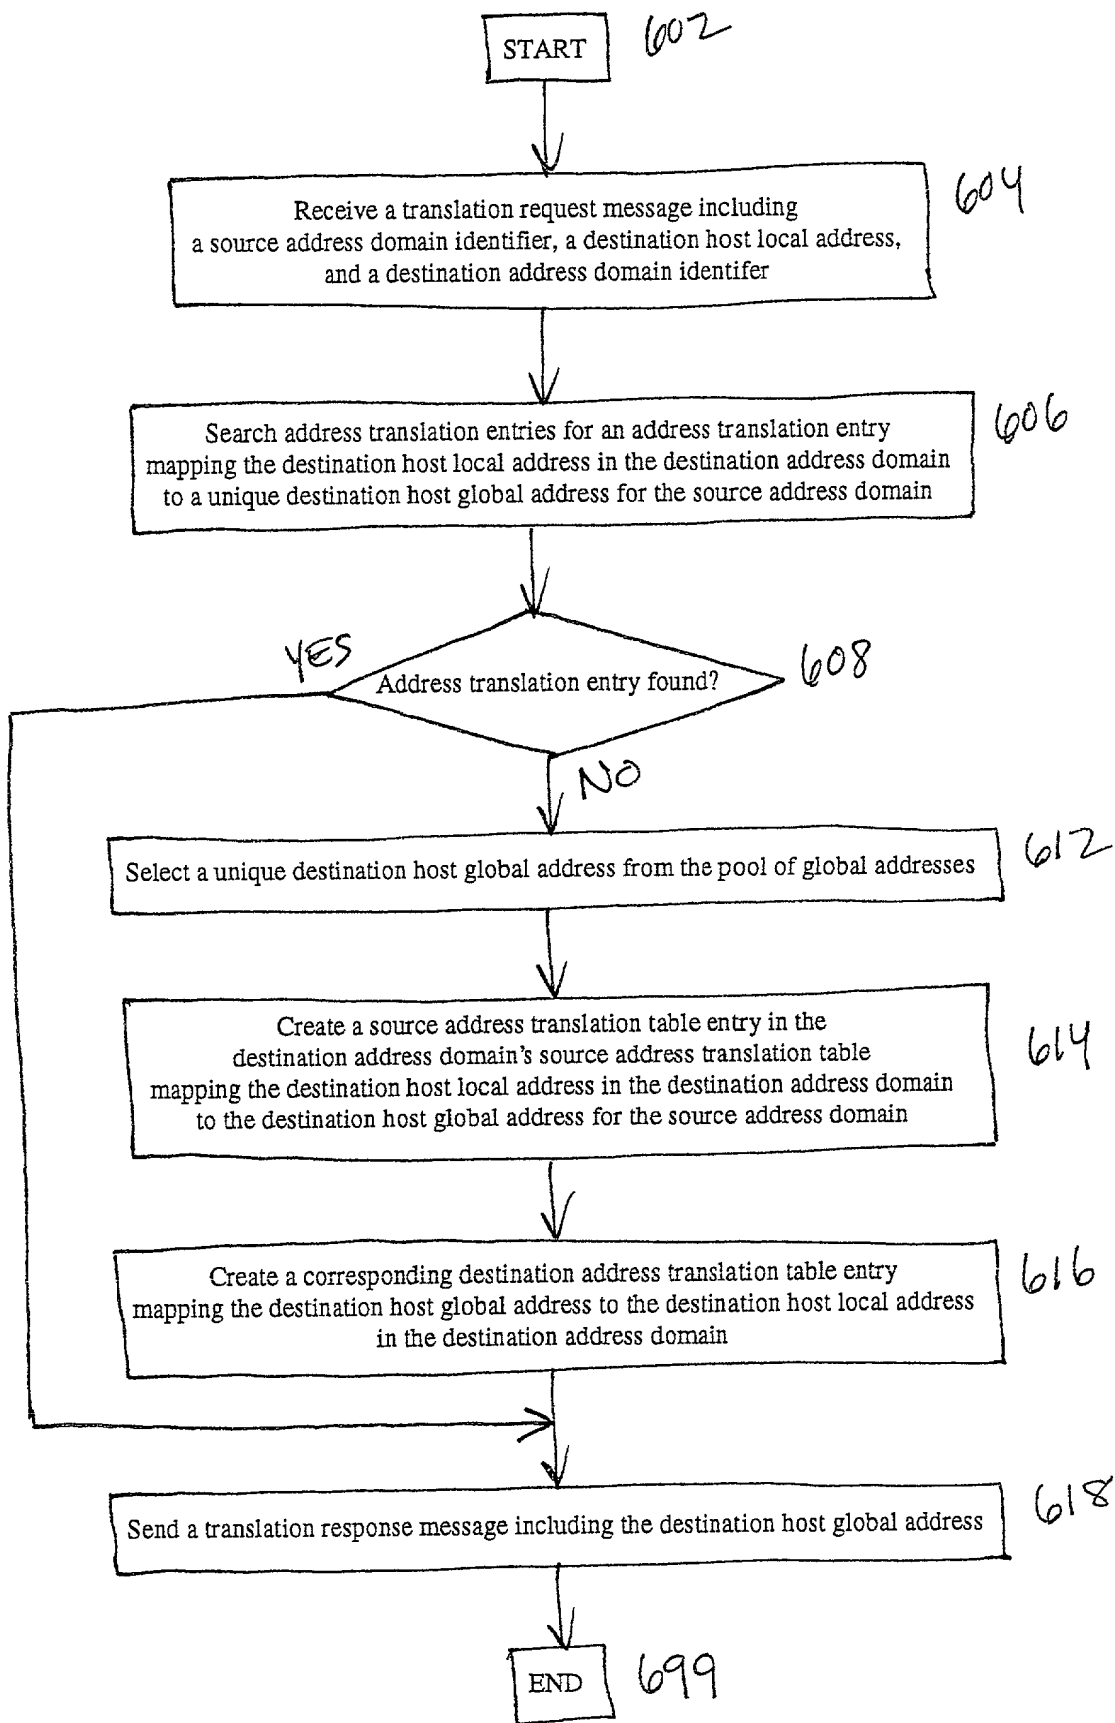 START
602
Receive a translation request message including
a source address domain identifier, a destination host local address,
and a destination address domain identifer
604
Search address translation entries for an address translation entry
mapping the destination host local address in the destination address domain
to a unique destination host global address for the source address domain
606
YES
Address translation entry found?
608
NO
Select a unique destination host global address from the pool of global addresses
612
Create a source address translation table entry in the
destination address domain's source address translation table
mapping the destination host local address in the destination address domain
to the destination host global address for the source address domain
614
Create a corresponding destination address translation table entry
mapping the destination host global address to the destination host local address
in the destination address domain
616
Send a translation response message including the destination host global address
618
END
699